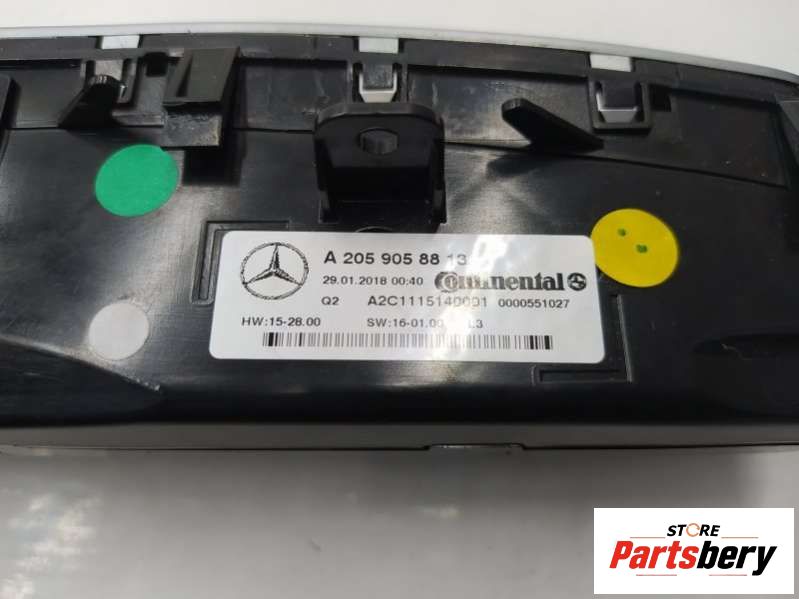 A 205 905 88 13
29.01.2018 00:40 Continental
Q2 A2C1115140001 0000551027
HW:15-28.00 SW:16-01.00
STORE
Partsbery